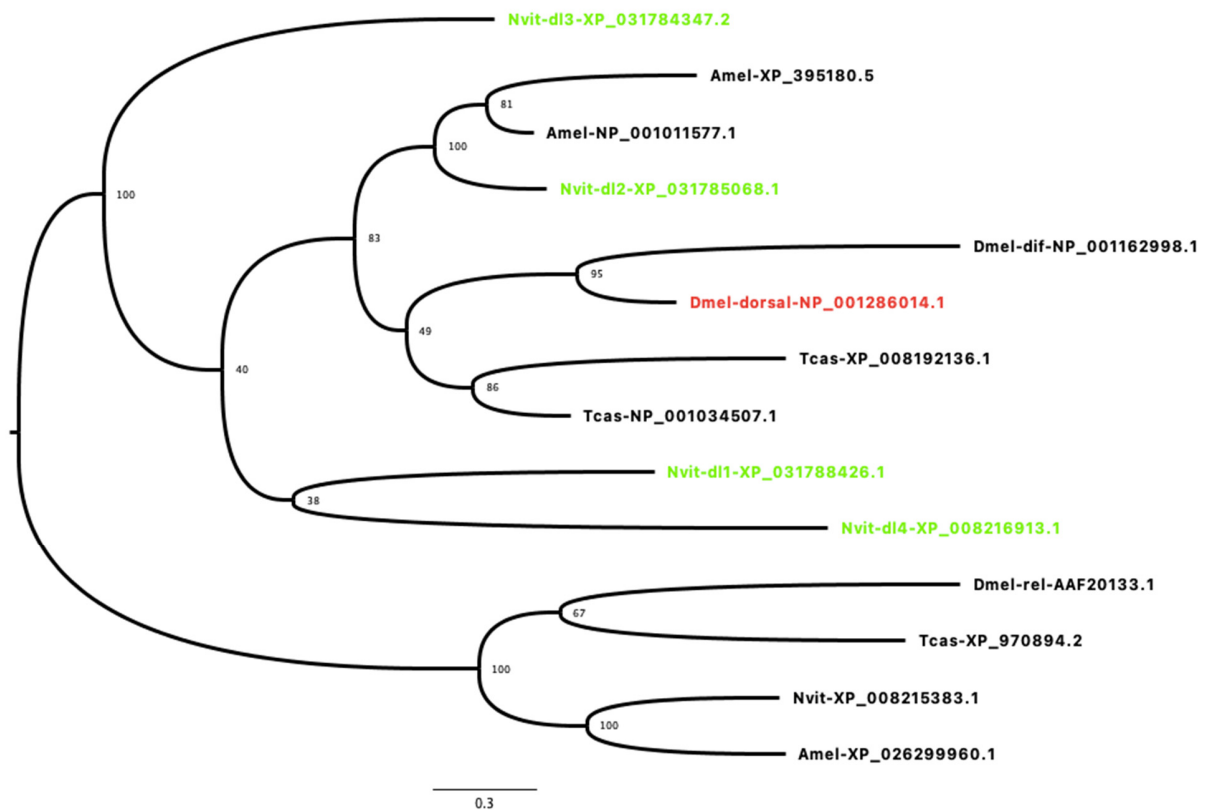 Nvit-dl3-XP_031784347.2
Amel-XP_395180.5
81
Amel-NP_001011577.1
100
Nvit-dl2-XP_031785068.1
100
83
Dmel-dif-NP_001162998.1
95
Dmel-dorsal-NP_001286014.1
49
Tcas-XP_008192136.1
40
86
Tcas-NP_001034507.1
Nvit-dl1-XP_031788426.1
38
Nvit-dl4-XP_008216913.1
Dmel-rel-AAF20133.1
67
Tcas-XP_970894.2
100
Nvit-XP_008215383.1
100
Amel-XP_026299960.1
0.3